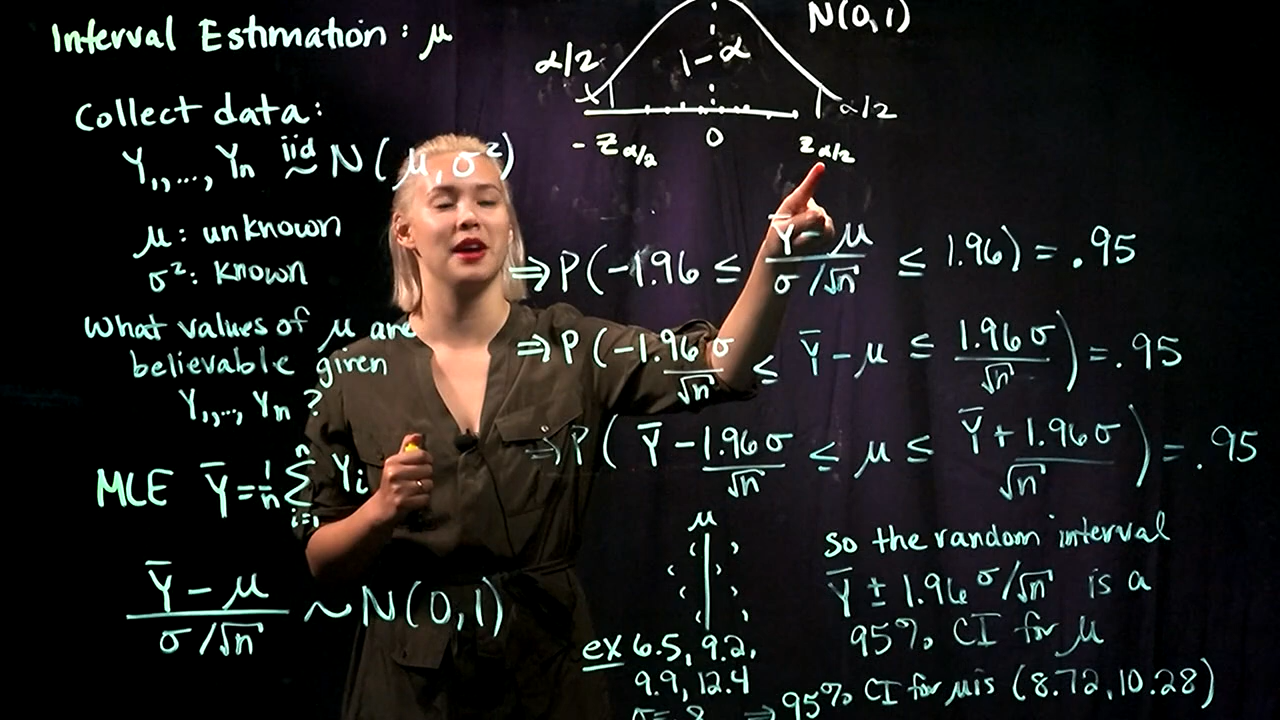 Interval Estimation: μ
Collect data:
Y₁,..., Yₙ iid ~ N(μ, σ²)
μ: unknown
σ²: known
What values of μ are
believable given
Y₁,..., Yₙ ?
MLE Ȳ = 1/n Σ i=1 n Yᵢ
(Ȳ - μ)/(σ/√n) ~ N(0,1)
N(0,1)
α/2 1-α α/2
-z α/2 0 z α/2
⇒ P(-1.96 ≤ (Ȳ - μ)/(σ/√n) ≤ 1.96) = .95
⇒ P(-1.96σ/√n ≤ Ȳ - μ ≤ 1.96σ/√n) = .95
⇒ P(Ȳ - 1.96σ/√n ≤ μ ≤ Ȳ + 1.96σ/√n) = .95
μ
so the random interval
Ȳ ± 1.96 σ/√n is a
95% CI for μ
ex 6.5, 9.2,
9.9, 12.4
σ = .8 ⇒ 95% CI for μ is (8.72, 10.28)